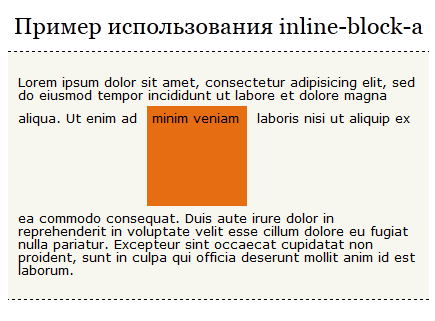 Пример использования inline-block-а
Lorem ipsum dolor sit amet, consectetur adipisicing elit, sed
do eiusmod tempor incididunt ut labore et dolore magna
aliqua. Ut enim ad minim veniam laboris nisi ut aliquip ex
ea commodo consequat. Duis aute irure dolor in
reprehenderit in voluptate velit esse cillum dolore eu fugiat
nulla pariatur. Excepteur sint occaecat cupidatat non
proident, sunt in culpa qui officia deserunt mollit anim id est
laborum.